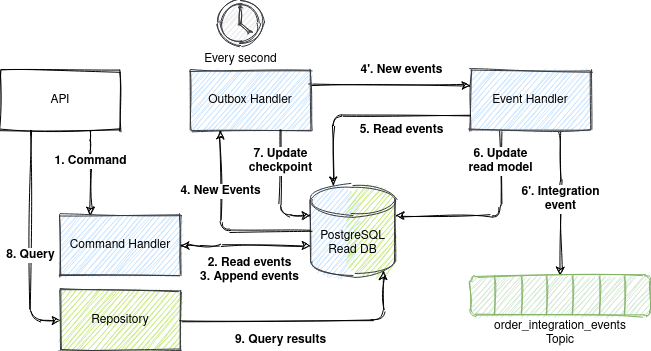 Every second
4'. New events
API
Outbox Handler
Event Handler
5. Read events
1. Command
7. Update
checkpoint
6. Update
read model
4. New Events
6'. Integration
event
PostgreSQL
Read DB
Command Handler
8. Query
2. Read events
3. Append events
Repository
9. Query results
order_integration_events
Topic